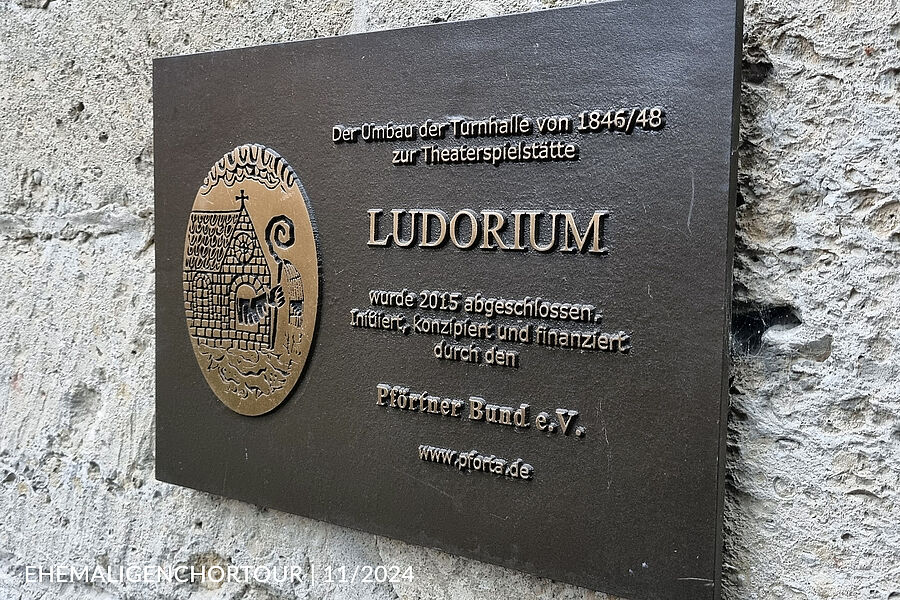 Der Umbau der Turnhalle von 1846/48
zur Theaterspielstätte
LUDORIUM
wurde 2015 abgeschlossen.
Initiiert, konzipiert und finanziert
durch den
Pförtner Bund e.V.
www.pforta.de
EHEMALIGENCHORTOUR | 11/2024